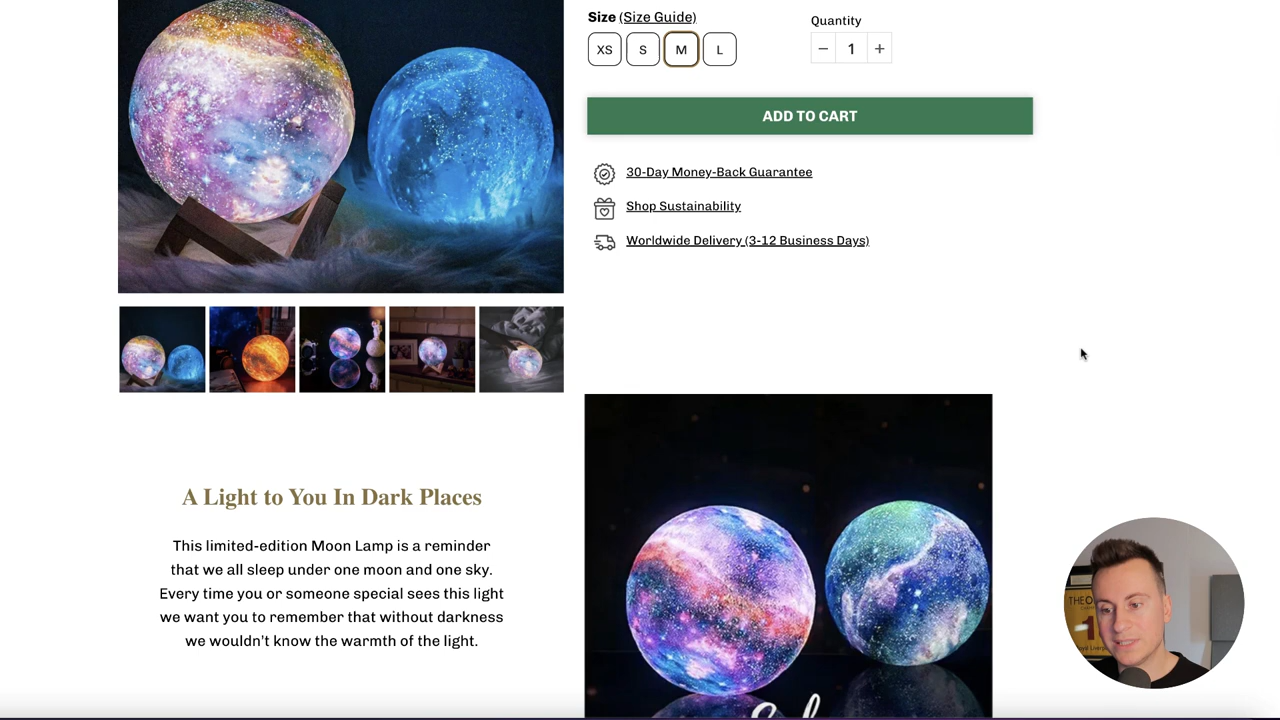 Size (Size Guide)
Quantity
XS S M L
− 1 +
ADD TO CART
30-Day Money-Back Guarantee
Shop Sustainability
Worldwide Delivery (3-12 Business Days)
A Light to You In Dark Places
This limited-edition Moon Lamp is a reminder
that we all sleep under one moon and one sky.
Every time you or someone special sees this light
we want you to remember that without darkness
we wouldn't know the warmth of the light.